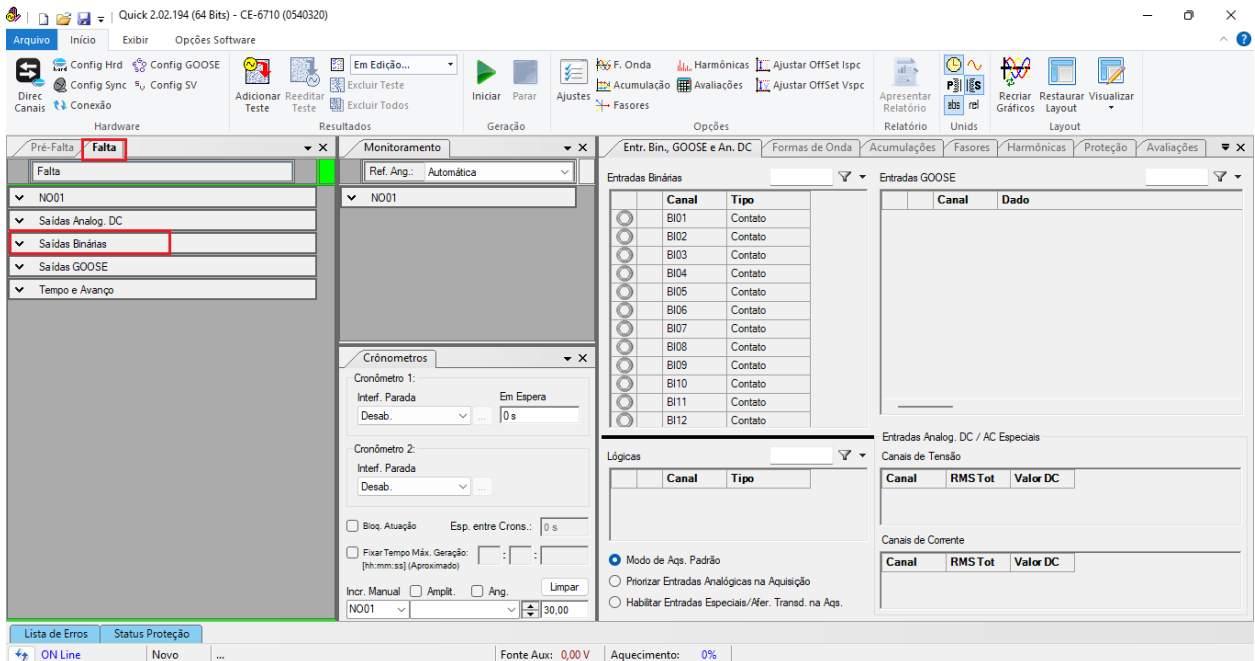 Quick 2.02.194 (64 Bits) - CE-6710 (0540320)
Arquivo Início Exibir Opções Software
Direc Canais
Config Hrd
Config Sync
Conexão
Config GOOSE
Config SV
Hardware
Adicionar Teste
Reeditar Teste
Em Edição...
Excluir Teste
Excluir Todos
Resultados
Iniciar Parar
Geração
Ajustes
F. Onda
Acumulação
Fasores
Harmônicas
Avaliações
Ajustar OffSet Ispc
Ajustar OffSet Vspc
Opções
Apresentar Relatório
Relatório
abs rel
Unids
Recriar Gráficos
Restaurar Layout
Visualizar
Layout
Pré-Falta Falta
Falta
NO01
Saídas Analog. DC
Saídas Binárias
Saídas GOOSE
Tempo e Avanço
Monitoramento
Ref. Ang.: Automática
NO01
Crônometros
Cronômetro 1:
Interf. Parada Em Espera
Desab. ... 0 s
Cronômetro 2:
Interf. Parada
Desab. ...
Bloq. Atuação Esp. entre Crons.: 0 s
Fixar Tempo Máx. Geração: : :
[hh:mm:ss] (Aproximado)
Incr. Manual Amplit. Ang. Limpar
NO01 30,00
Entr. Bin., GOOSE e An. DC Formas de Onda Acumulações Fasores Harmônicas Proteção Avaliações
Entradas Binárias
Canal Tipo
BI01 Contato
BI02 Contato
BI03 Contato
BI04 Contato
BI05 Contato
BI06 Contato
BI07 Contato
BI08 Contato
BI09 Contato
BI10 Contato
BI11 Contato
BI12 Contato
Lógicas
Canal Tipo
Modo de Aqs. Padrão
Priorizar Entradas Analógicas na Aquisição
Habilitar Entradas Especiais/Afer. Transd. na Aqs.
Entradas GOOSE
Canal Dado
Entradas Analog. DC / AC Especiais
Canais de Tensão
Canal RMS Tot Valor DC
Canais de Corrente
Canal RMS Tot Valor DC
Lista de Erros Status Proteção
ON Line Novo ... Fonte Aux: 0,00 V Aquecimento: 0%